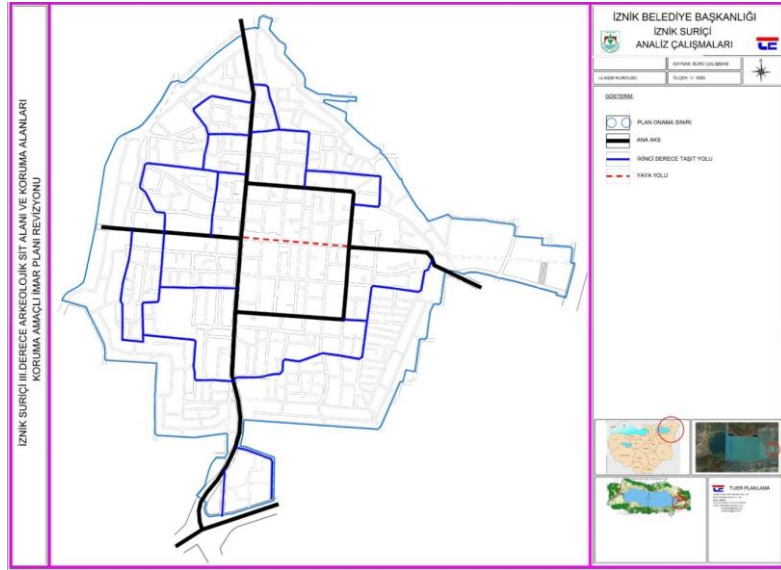 İZNİK SURİÇİ III.DERECE ARKEOLOJİK SİT ALANI VE KORUMA ALANLARI
KORUMA AMAÇLI İMAR PLANI REVİZYONU
İZNİK BELEDİYE BAŞKANLIĞI
İZNİK SURİÇİ
ANALİZ ÇALIŞMALARI
KAYNAK: BÜRO ÇALIŞMASI
ULAŞIM KURGUSU
ÖLÇEK: 1/ 5000
GÖSTERİM:
PLAN ONAMA SINIRI
ANA AKS
İKİNCİ DERECE TAŞIT YOLU
YAYA YOLU
TUER PLANLAMA